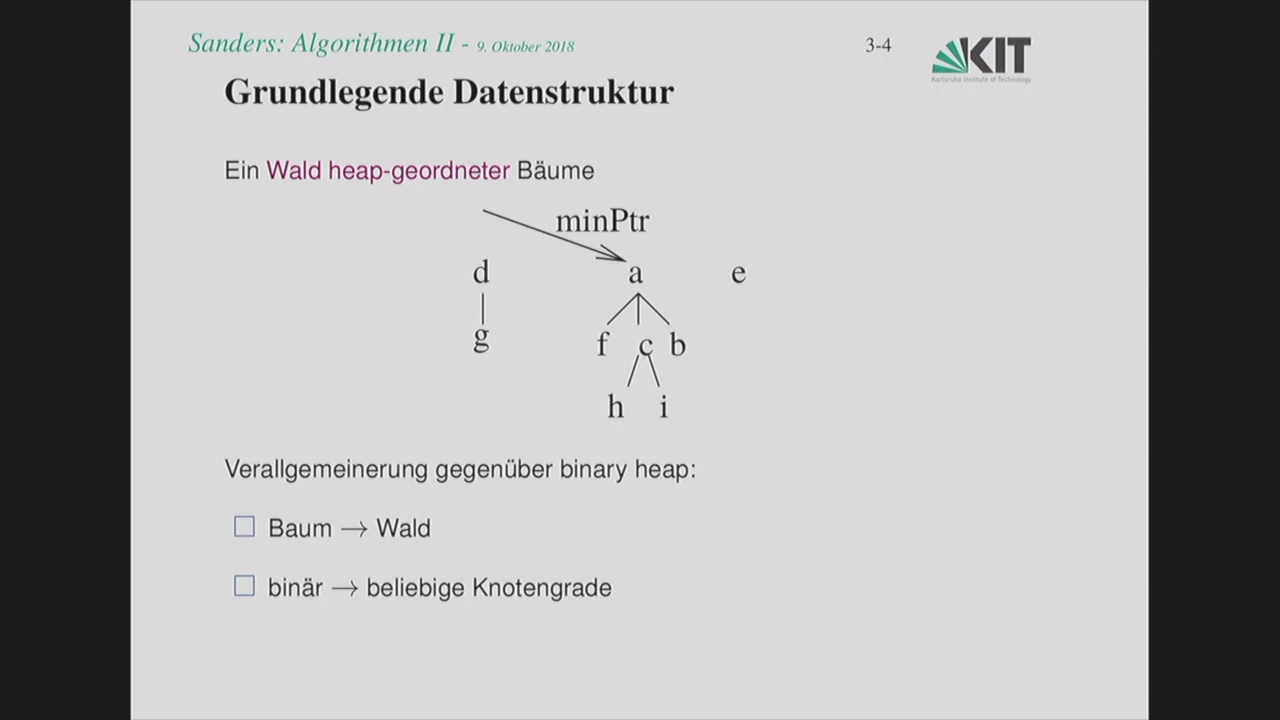 Sanders: Algorithmen II - 9. Oktober 2018
3-4
KIT
Karlsruhe Institute of Technology
Grundlegende Datenstruktur
Ein Wald heap-geordneter Bäume
minPtr
d a e
g f c b
h i
Verallgemeinerung gegenüber binary heap:
Baum → Wald
binär → beliebige Knotengrade